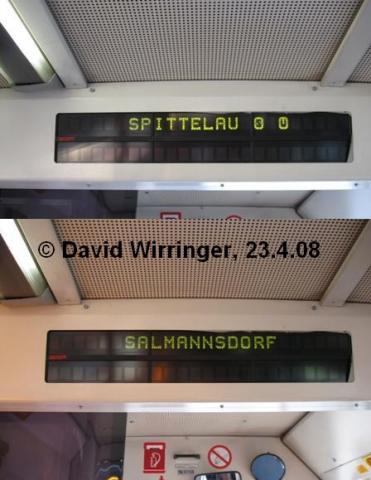 SPITTELAU S U
© David Wirringer, 23.4.08
SALMANNSDORF